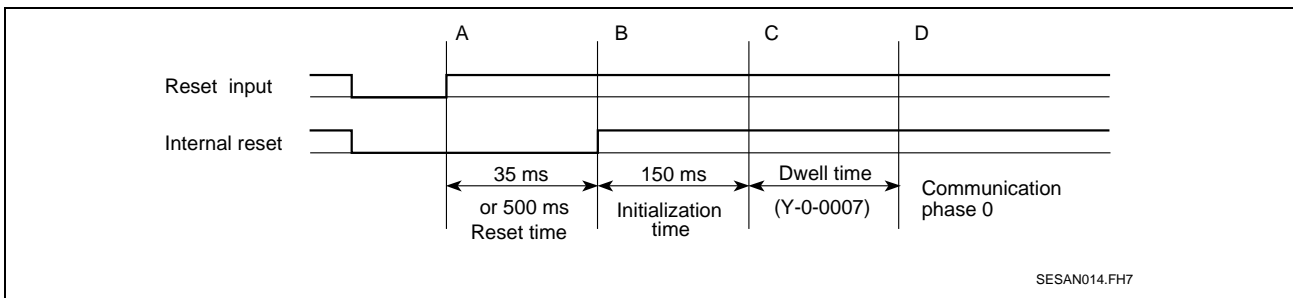 A B C D
Reset input
Internal reset
35 ms
or 500 ms
Reset time
150 ms
Initialization
time
Dwell time
(Y-0-0007)
Communication
phase 0
SESAN014.FH7